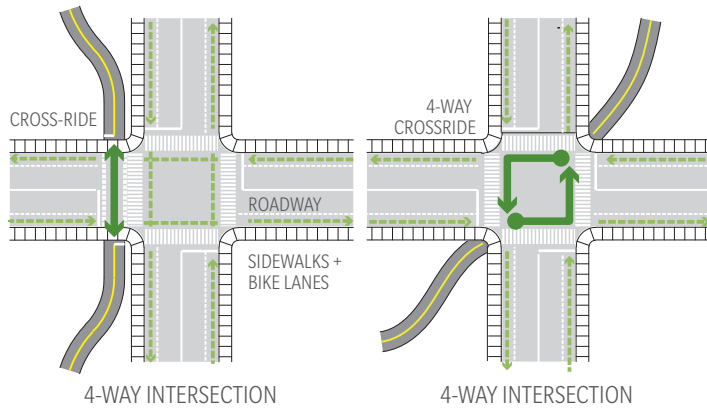 CROSS-RIDE
ROADWAY
SIDEWALKS +
BIKE LANES
4-WAY INTERSECTION
4-WAY
CROSSRIDE
4-WAY INTERSECTION